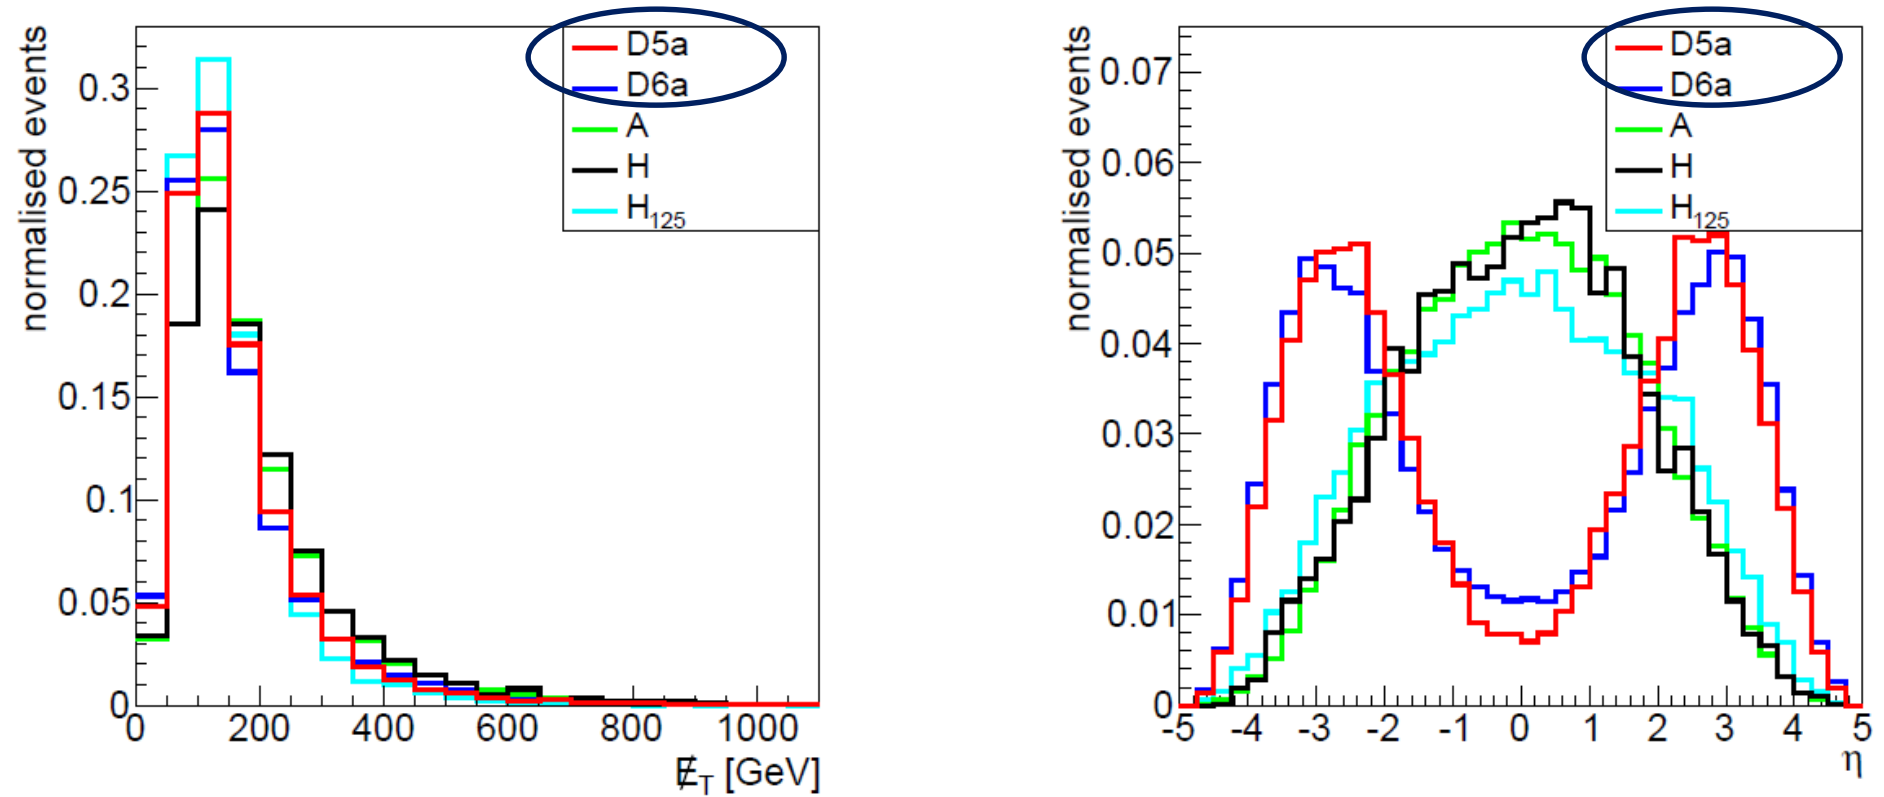 normalised events
0.3
0.25
0.2
0.15
0.1
0.05
0
0 200 400 600 800 1000
E̸_T [GeV]
D5a
D6a
A
H
H₁₂₅
normalised events
0.07
0.06
0.05
0.04
0.03
0.02
0.01
0
-5 -4 -3 -2 -1 0 1 2 3 4 5
η
D5a
D6a
A
H
H₁₂₅